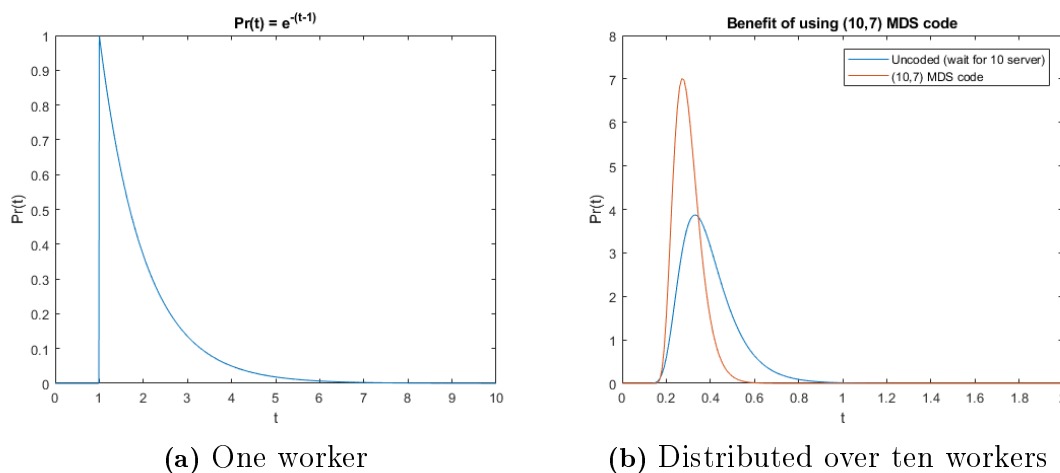 Pr(t) = e^-(t-1)
Pr(t)
1
0.9
0.8
0.7
0.6
0.5
0.4
0.3
0.2
0.1
0
0 1 2 3 4 5 6 7 8 9 10
t
(a) One worker
Benefit of using (10,7) MDS code
Uncoded (wait for 10 server)
(10,7) MDS code
Pr(t)
8
7
6
5
4
3
2
1
0
0 0.2 0.4 0.6 0.8 1 1.2 1.4 1.6 1.8
t
(b) Distributed over ten workers